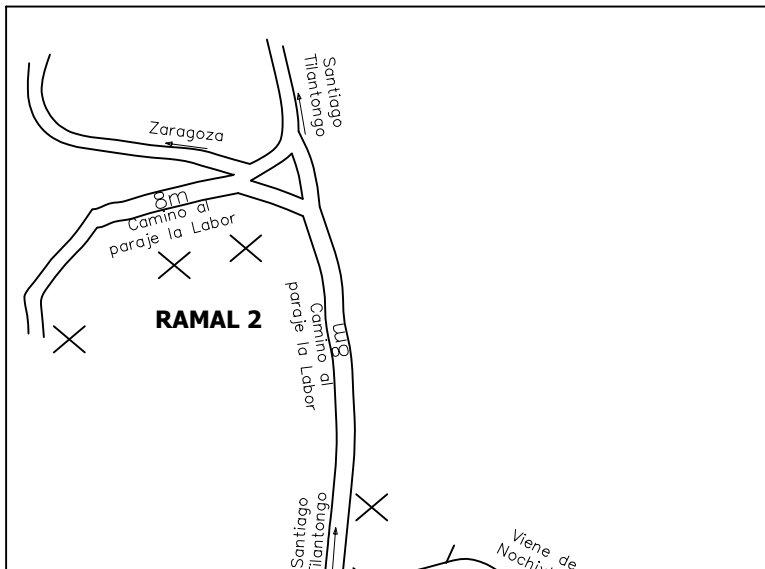 Santiago
Tilantongo
Zaragoza
8m
Camino al
paraje la Labor
RAMAL 2
Camino al
paraje la Labor
8m
Santiago
Tilantongo
Viene de